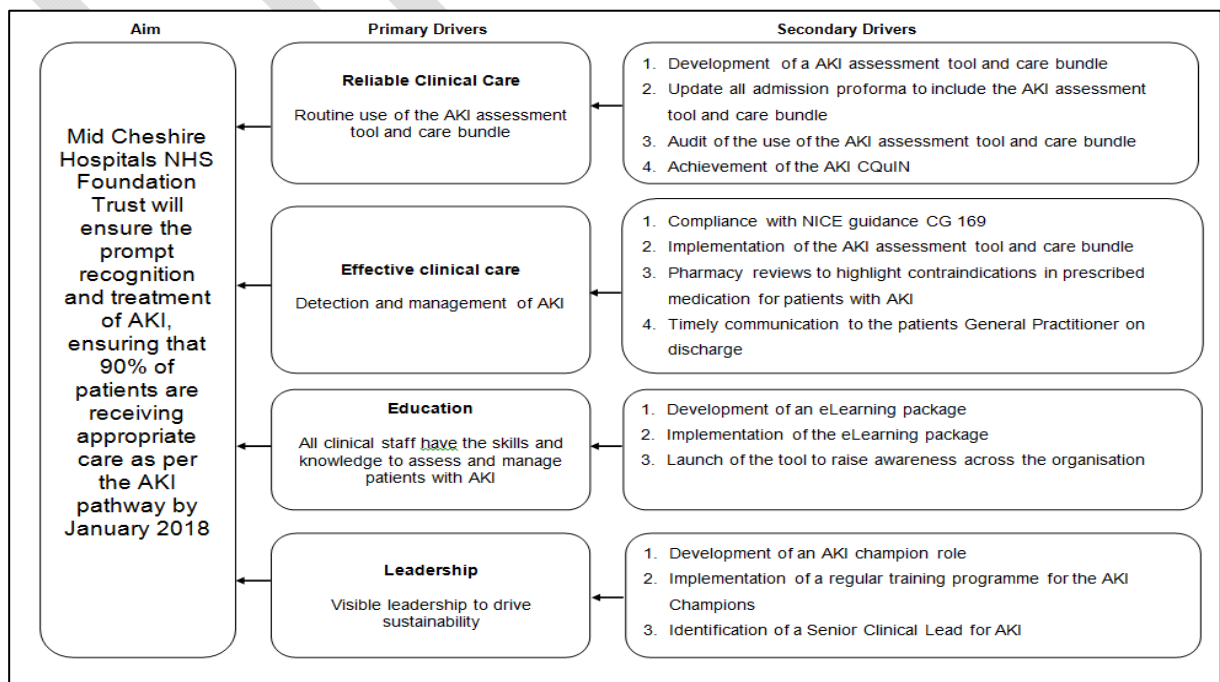 Aim
Primary Drivers
Secondary Drivers
Mid Cheshire
Hospitals NHS
Foundation
Trust will
ensure the
prompt
recognition
and treatment
of AKI,
ensuring that
90% of
patients are
receiving
appropriate
care as per
the AKI
pathway by
January 2018
Reliable Clinical Care
Routine use of the AKI assessment
tool and care bundle
1. Development of a AKI assessment tool and care bundle
2. Update all admission proforma to include the AKI assessment
tool and care bundle
3. Audit of the use of the AKI assessment tool and care bundle
4. Achievement of the AKI CQuIN
Effective clinical care
Detection and management of AKI
1. Compliance with NICE guidance CG 169
2. Implementation of the AKI assessment tool and care bundle
3. Pharmacy reviews to highlight contraindications in prescribed
medication for patients with AKI
4. Timely communication to the patients General Practitioner on
discharge
Education
All clinical staff have the skills and
knowledge to assess and manage
patients with AKI
1. Development of an eLearning package
2. Implementation of the eLearning package
3. Launch of the tool to raise awareness across the organisation
Leadership
Visible leadership to drive
sustainability
1. Development of an AKI champion role
2. Implementation of a regular training programme for the AKI
Champions
3. Identification of a Senior Clinical Lead for AKI